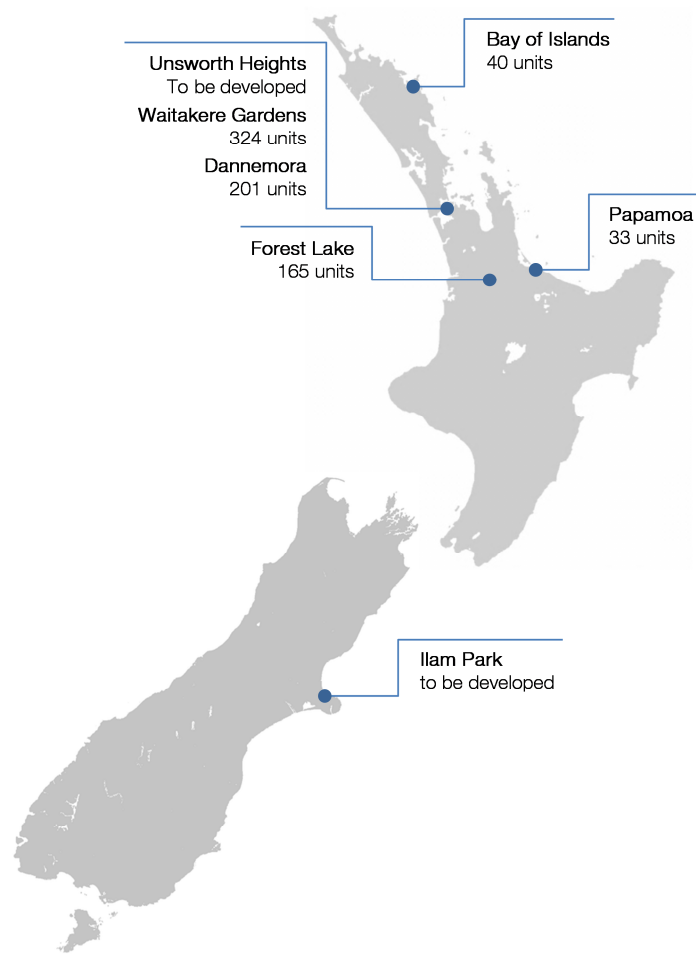 Bay of Islands
40 units
Unsworth Heights
To be developed
Waitakere Gardens
324 units
Dannemora
201 units
Papamoa
33 units
Forest Lake
165 units
Ilam Park
to be developed